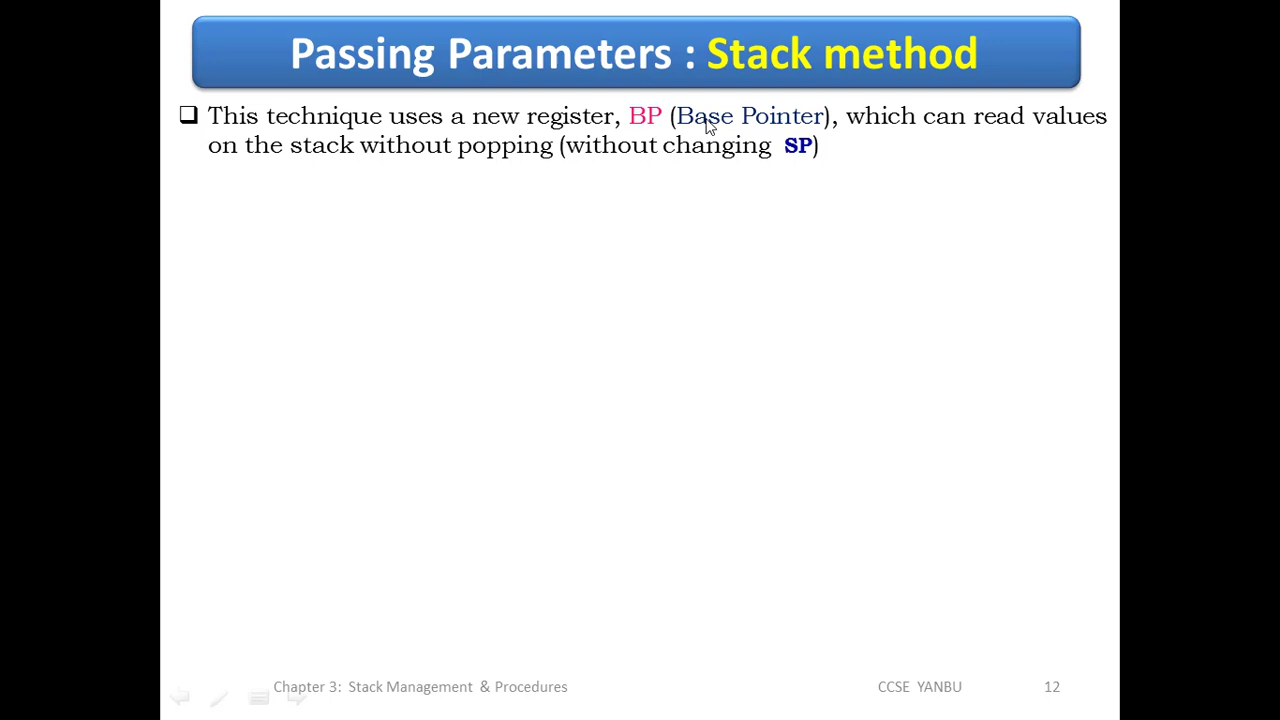 Passing Parameters : Stack method
❑ This technique uses a new register, BP (Base Pointer), which can read values
on the stack without popping (without changing SP)
Chapter 3: Stack Management & Procedures CCSE YANBU 12